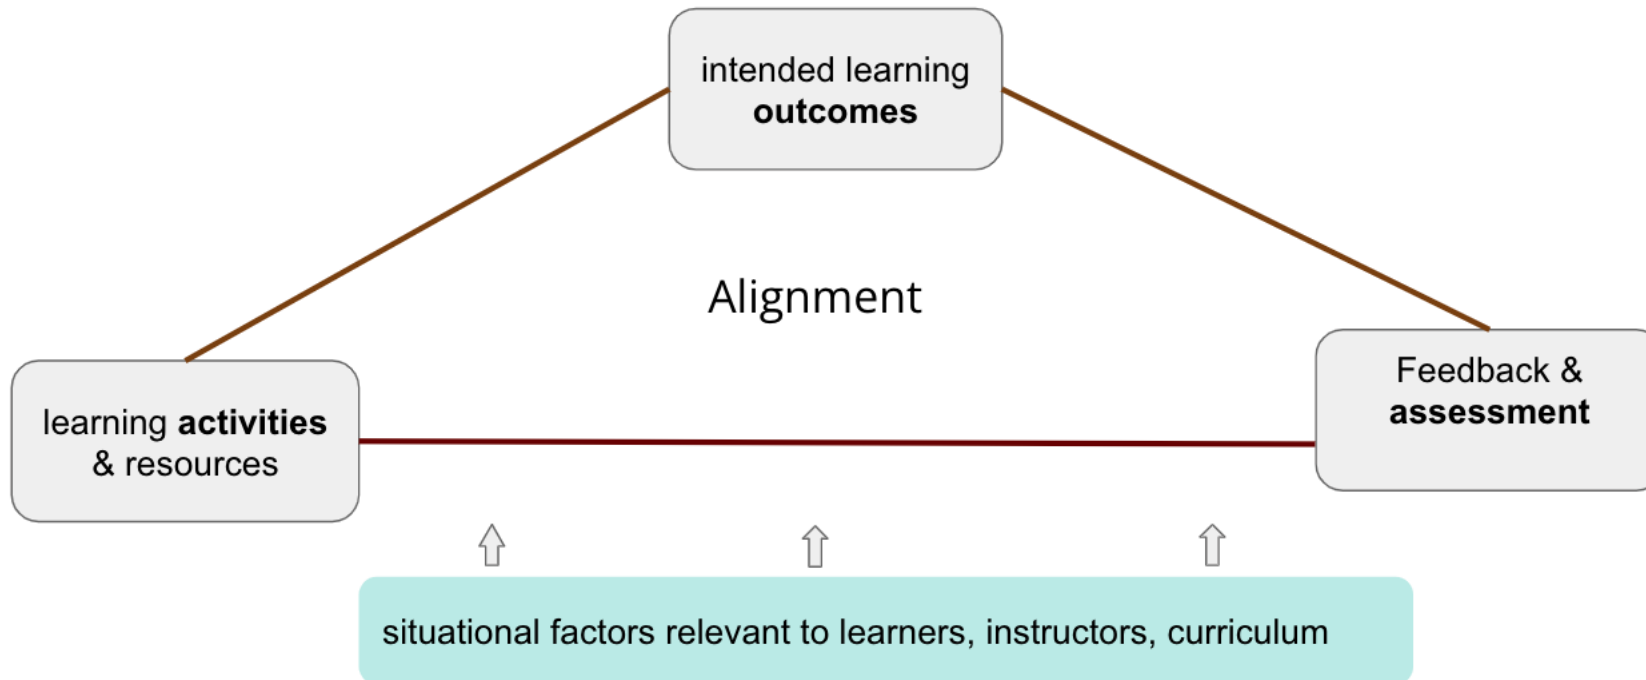 intended learning
outcomes
Alignment
learning activities
& resources
Feedback &
assessment
situational factors relevant to learners, instructors, curriculum